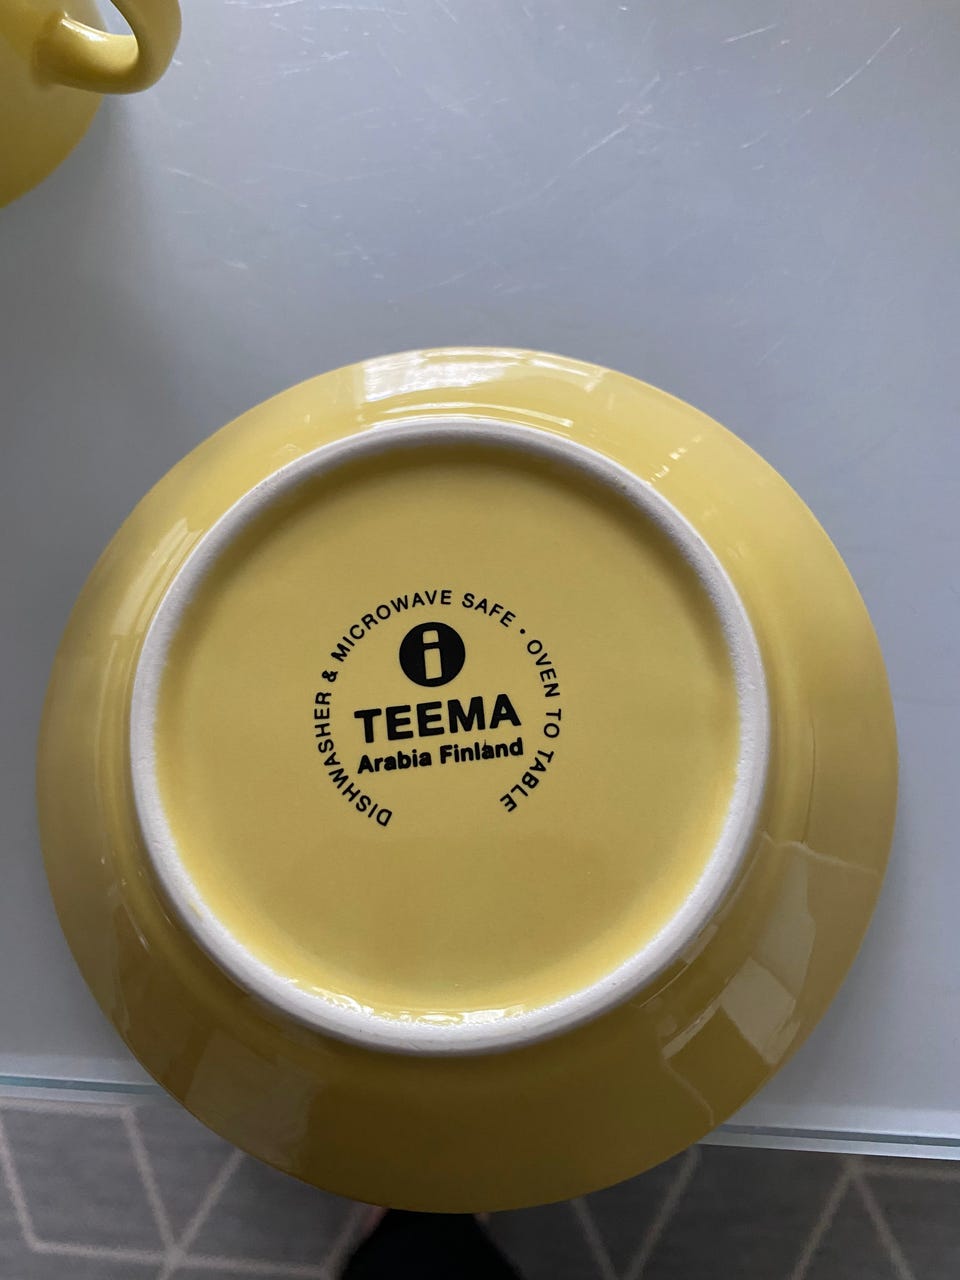 DISHWASHER & MICROWAVE SAFE • OVEN TO TABLE
i
TEEMA
Arabia Finland